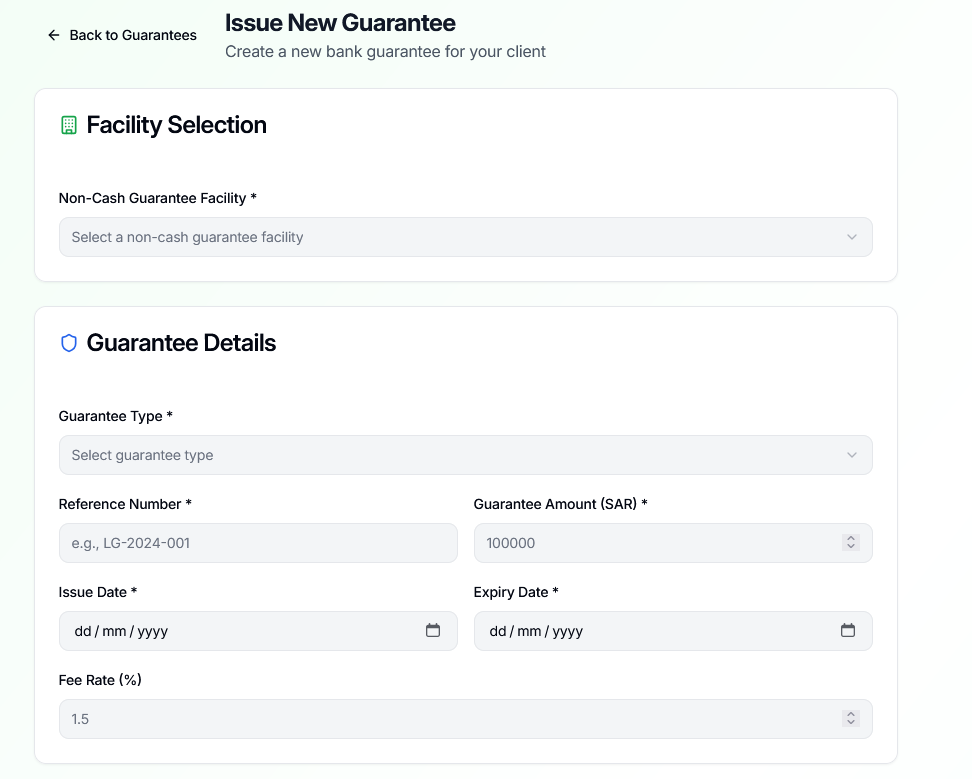 Back to Guarantees
Issue New Guarantee
Create a new bank guarantee for your client
Facility Selection
Non-Cash Guarantee Facility *
Select a non-cash guarantee facility
Guarantee Details
Guarantee Type *
Select guarantee type
Reference Number *
e.g., LG-2024-001
Guarantee Amount (SAR) *
100000
Issue Date *
dd / mm / yyyy
Expiry Date *
dd / mm / yyyy
Fee Rate (%)
1.5